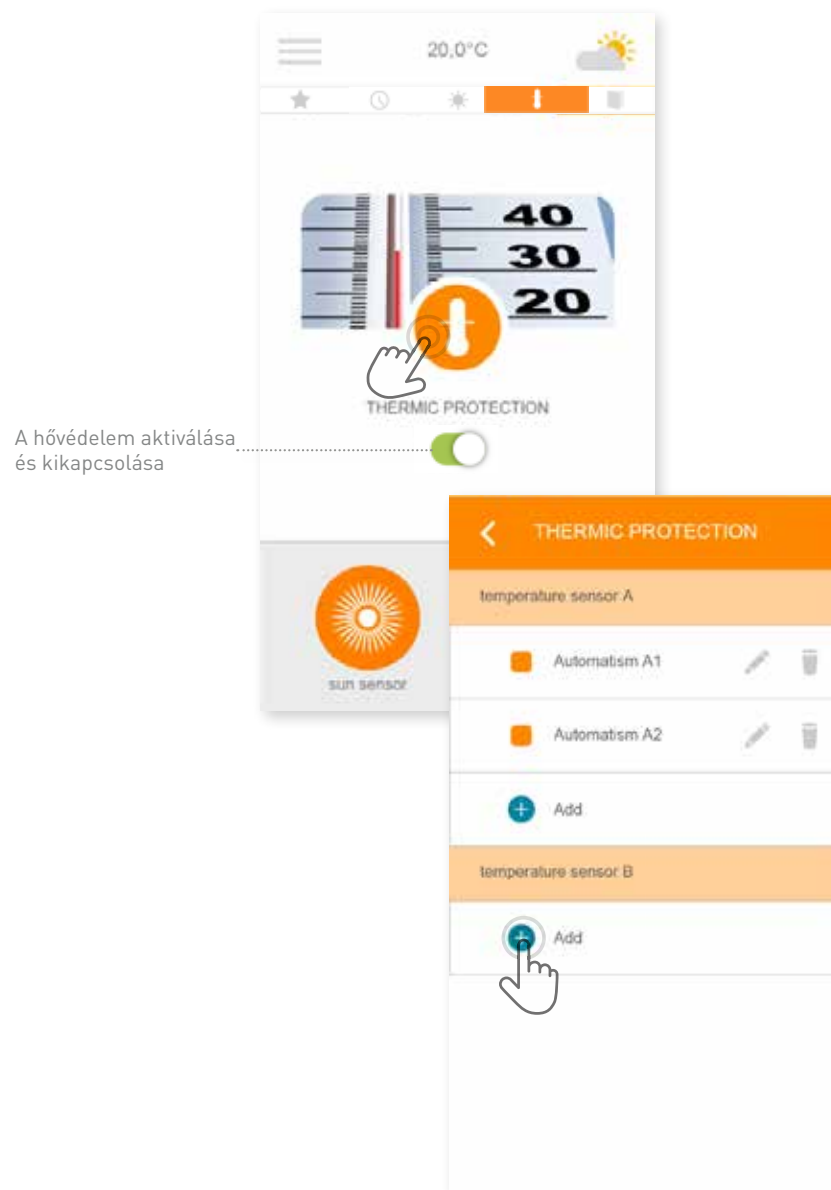 20,0°C
40
30
20
THERMIC PROTECTION
A hővédelem aktiválása
és kikapcsolása
sun sensor
THERMIC PROTECTION
temperature sensor A
Automatism A1
Automatism A2
Add
temperature sensor B
Add